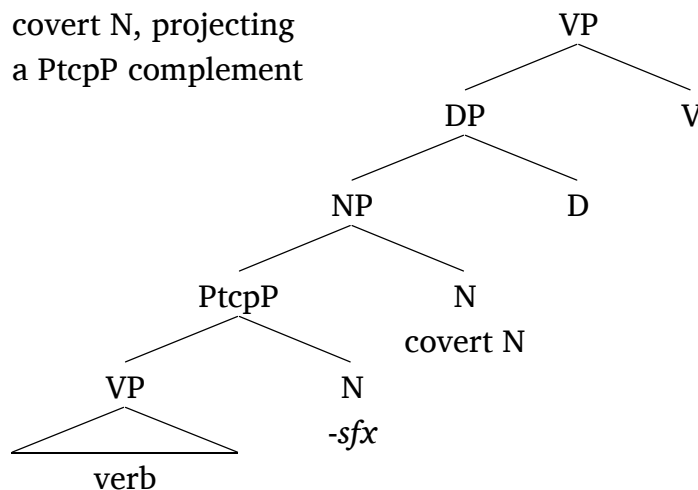 covert N, projecting
a PtcpP complement
VP
DP
V
NP
D
PtcpP
N
covert N
VP
N
-sfx
verb